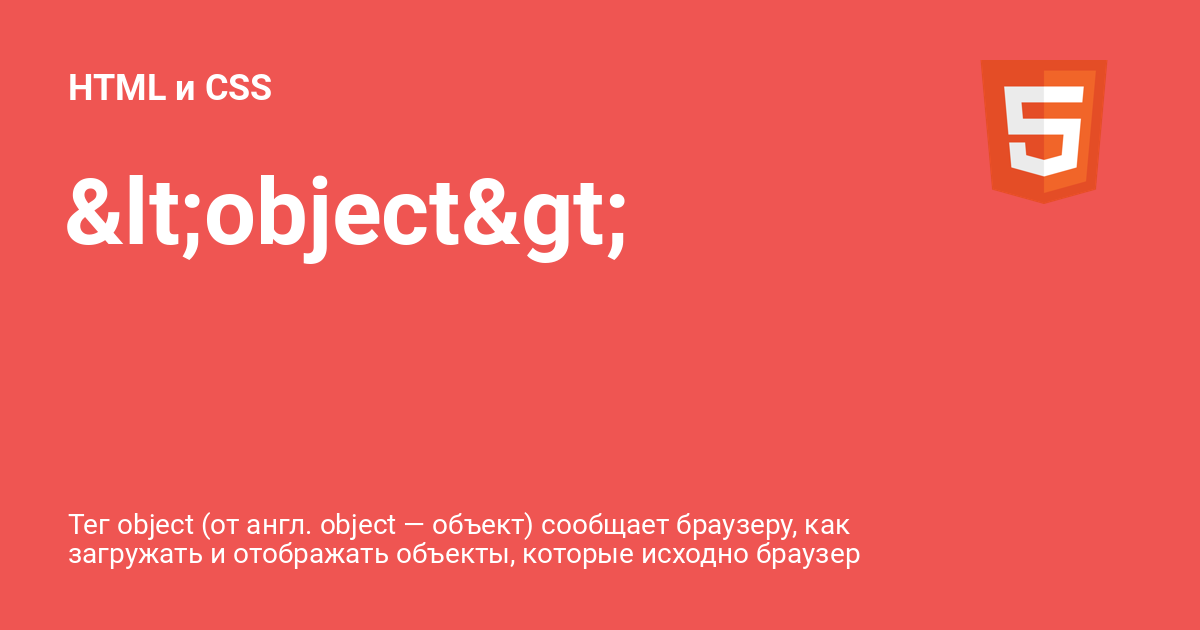 HTML и CSS
&lt;object&gt;
Тег object (от англ. object — объект) сообщает браузеру, как
загружать и отображать объекты, которые исходно браузер